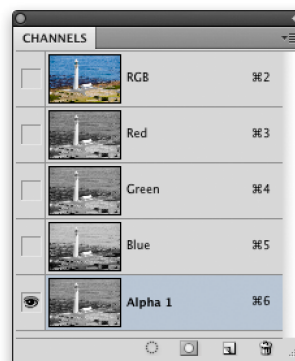 CHANNELS
RGB ⌘2
Red ⌘3
Green ⌘4
Blue ⌘5
Alpha 1 ⌘6